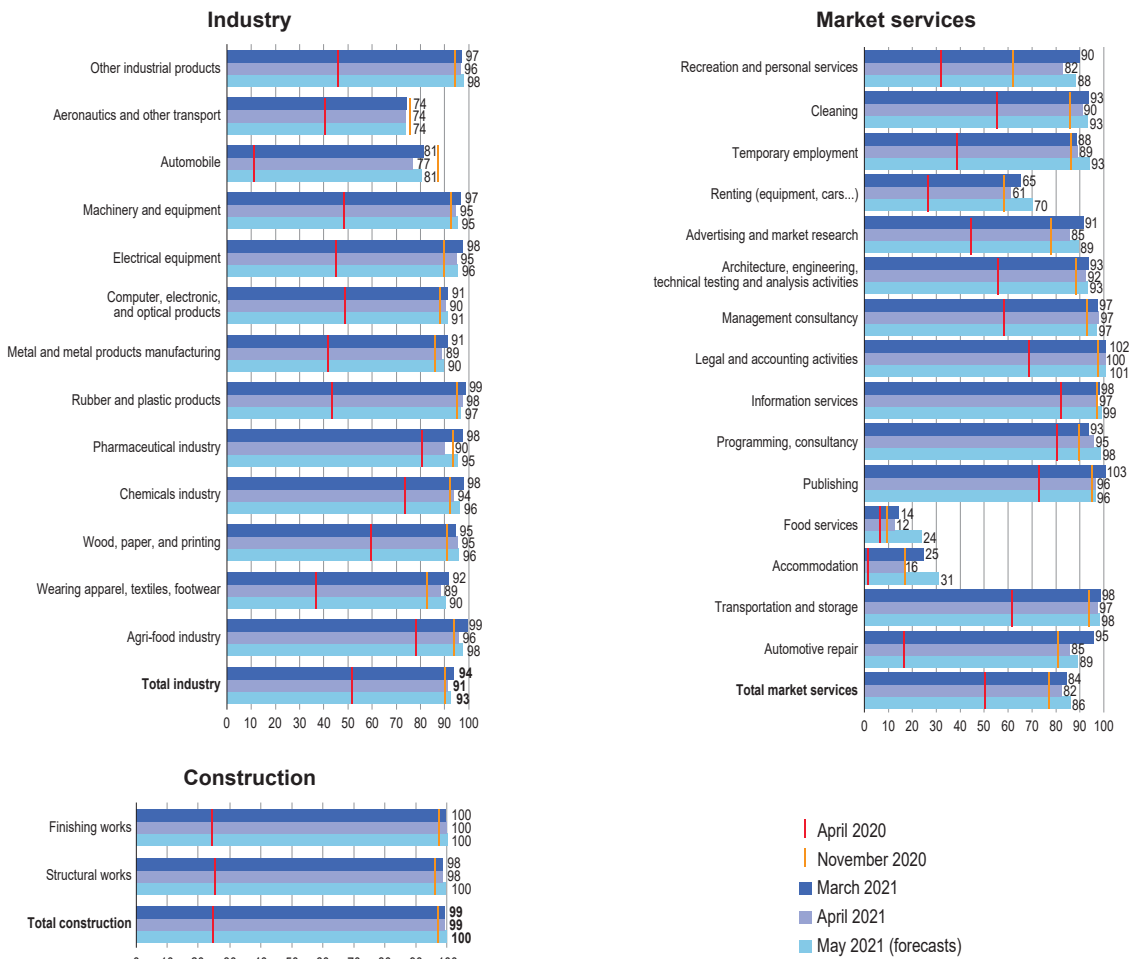 Industry
Other industrial products
97
96
98
Aeronautics and other transport
74
74
74
Automobile
81
77
81
Machinery and equipment
97
95
95
Electrical equipment
98
95
96
Computer, electronic,
and optical products
91
90
91
Metal and metal products manufacturing
91
89
90
Rubber and plastic products
99
98
97
Pharmaceutical industry
98
90
95
Chemicals industry
98
94
96
Wood, paper, and printing
95
95
96
Wearing apparel, textiles, footwear
92
89
90
Agri-food industry
99
96
98
Total industry
94
91
93
0 10 20 30 40 50 60 70 80 90 100
Market services
Recreation and personal services
90
82
88
Cleaning
93
90
93
Temporary employment
88
89
93
Renting (equipment, cars...)
65
61
70
Advertising and market research
91
85
89
Architecture, engineering,
technical testing and analysis activities
93
92
93
Management consultancy
97
97
97
Legal and accounting activities
102
100
101
Information services
98
97
99
Programming, consultancy
93
95
98
Publishing
103
96
96
Food services
14
12
24
Accommodation
25
16
31
Transportation and storage
98
97
98
Automotive repair
95
85
89
Total market services
84
82
86
0 10 20 30 40 50 60 70 80 90 100
Construction
Finishing works
100
100
100
Structural works
98
98
100
Total construction
99
99
100
April 2020
November 2020
March 2021
April 2021
May 2021 (forecasts)